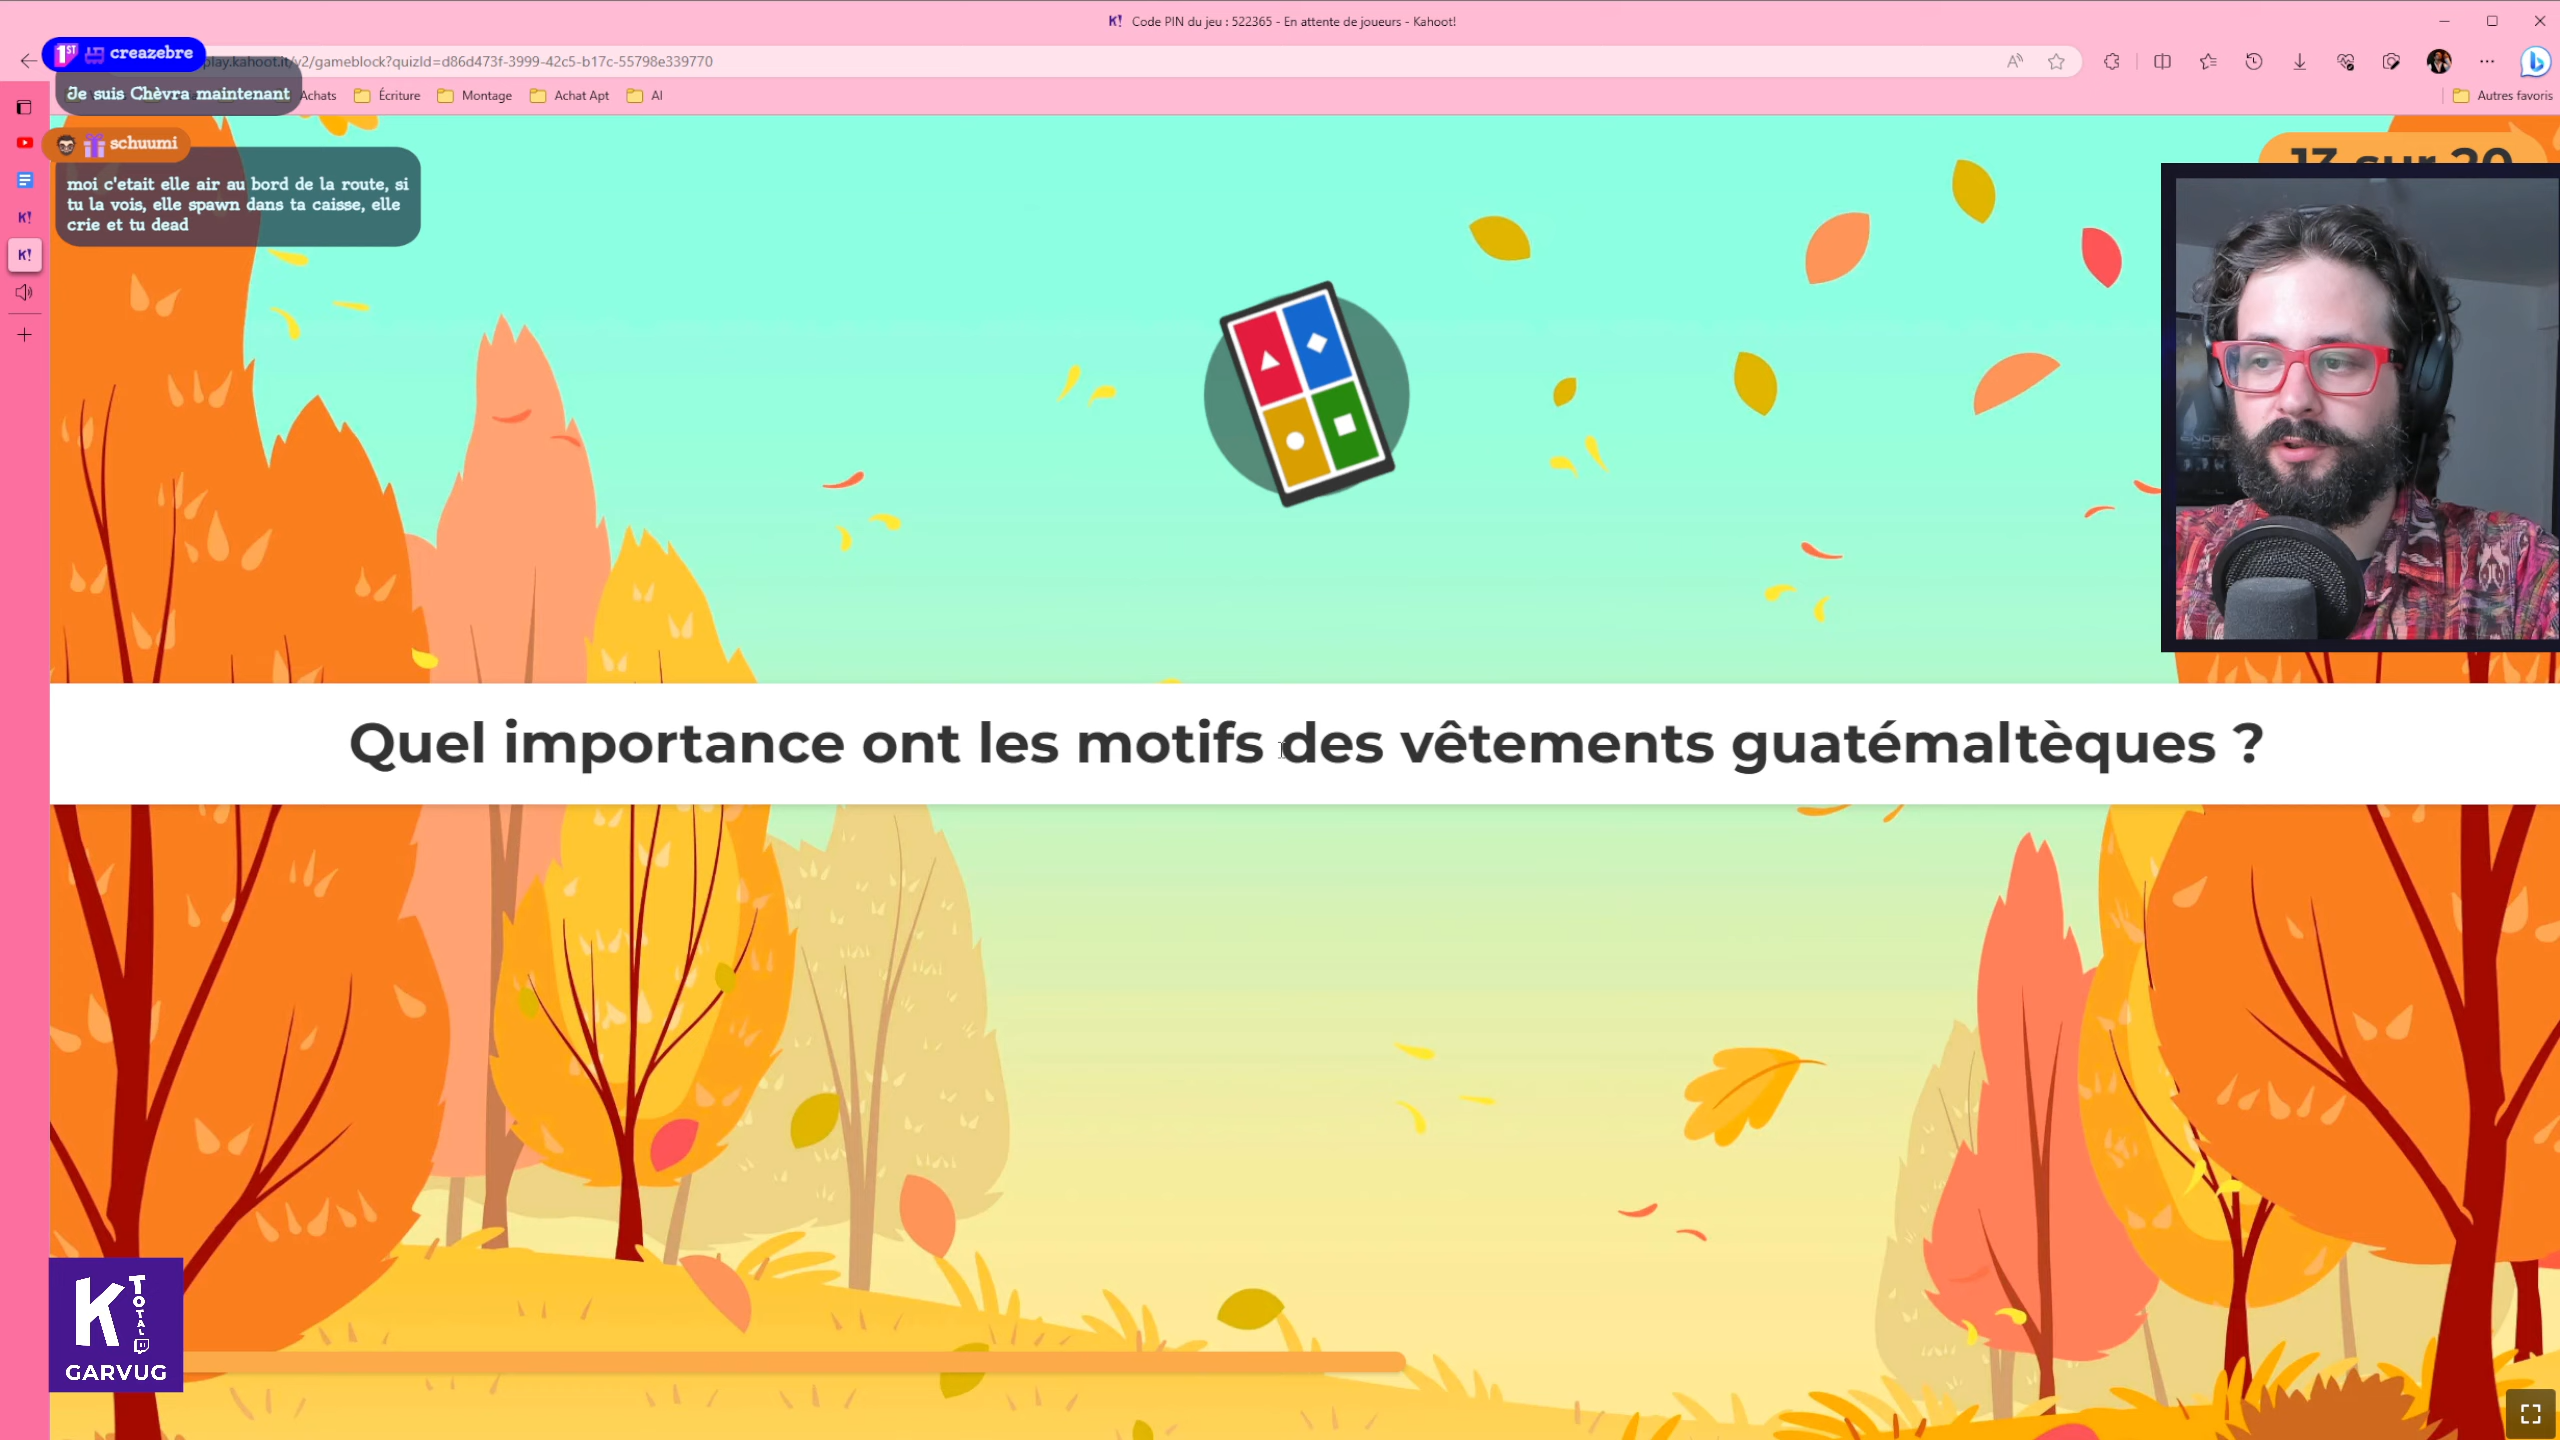 Code PIN du jeu : 522365 - En attente de joueurs - Kahoot!
1ST creazebre
play.kahoot.it/v2/gameblock?quizId=d86d473f-3999-42c5-b17c-55798e339770
Je suis Chèvra maintenant
Achats
Écriture
Montage
Achat Apt
AI
Autres favoris
schuumi
moi c'etait elle air au bord de la route, si
tu la vois, elle spawn dans ta caisse, elle
crie et tu dead
13 sur 20
K!
K!
Quel importance ont les motifs des vêtements guatémaltèques ?
K TOTAL
GARVUG